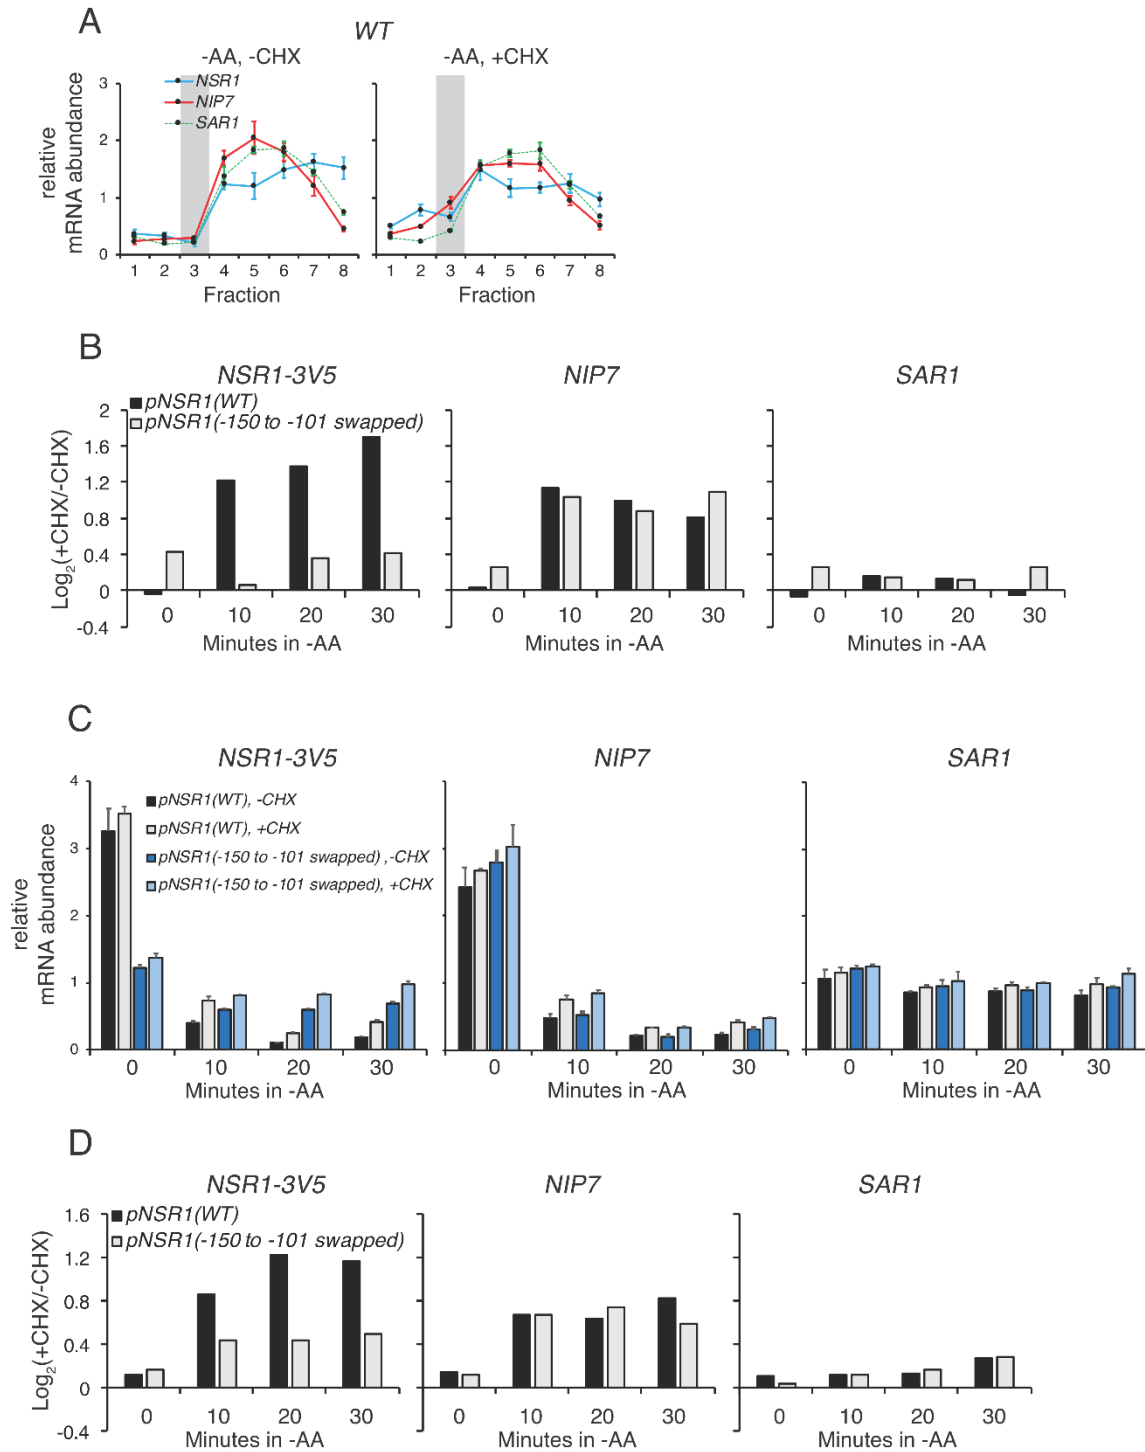 A
WT
-AA, -CHX
-AA, +CHX
relative
mRNA abundance
3
2
1
0
NSR1
NIP7
SAR1
1 2 3 4 5 6 7 8
1 2 3 4 5 6 7 8
Fraction
Fraction
B
NSR1-3V5
NIP7
SAR1
pNSR1(WT)
pNSR1(-150 to -101 swapped)
Log2(+CHX/-CHX)
2
1.6
1.2
0.8
0.4
0
-0.4
0 10 20 30
0 10 20 30
0 10 20 30
Minutes in -AA
Minutes in -AA
Minutes in -AA
C
NSR1-3V5
NIP7
SAR1
relative
mRNA abundance
4
3
2
1
0
pNSR1(WT), -CHX
pNSR1(WT), +CHX
pNSR1(-150 to -101 swapped) ,-CHX
pNSR1(-150 to -101 swapped), +CHX
0 10 20 30
0 10 20 30
0 10 20 30
Minutes in -AA
Minutes in -AA
Minutes in -AA
D
NSR1-3V5
NIP7
SAR1
pNSR1(WT)
pNSR1(-150 to -101 swapped)
Log2(+CHX/-CHX)
1.6
1.2
0.8
0.4
0
-0.4
0 10 20 30
0 10 20 30
0 10 20 30
Minutes in -AA
Minutes in -AA
Minutes in -AA